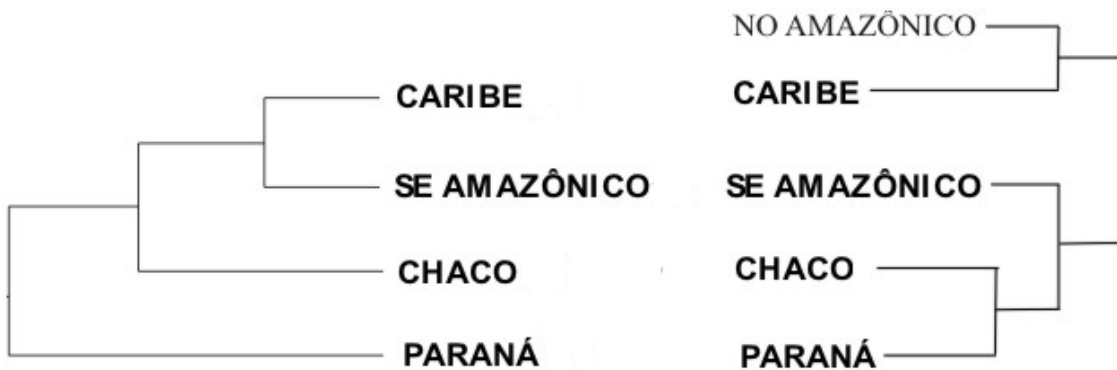 NO AMAZÔNICO
CARIBE CARIBE
SE AMAZÔNICO SE AMAZÔNICO
CHACO CHACO
PARANÁ PARANÁ